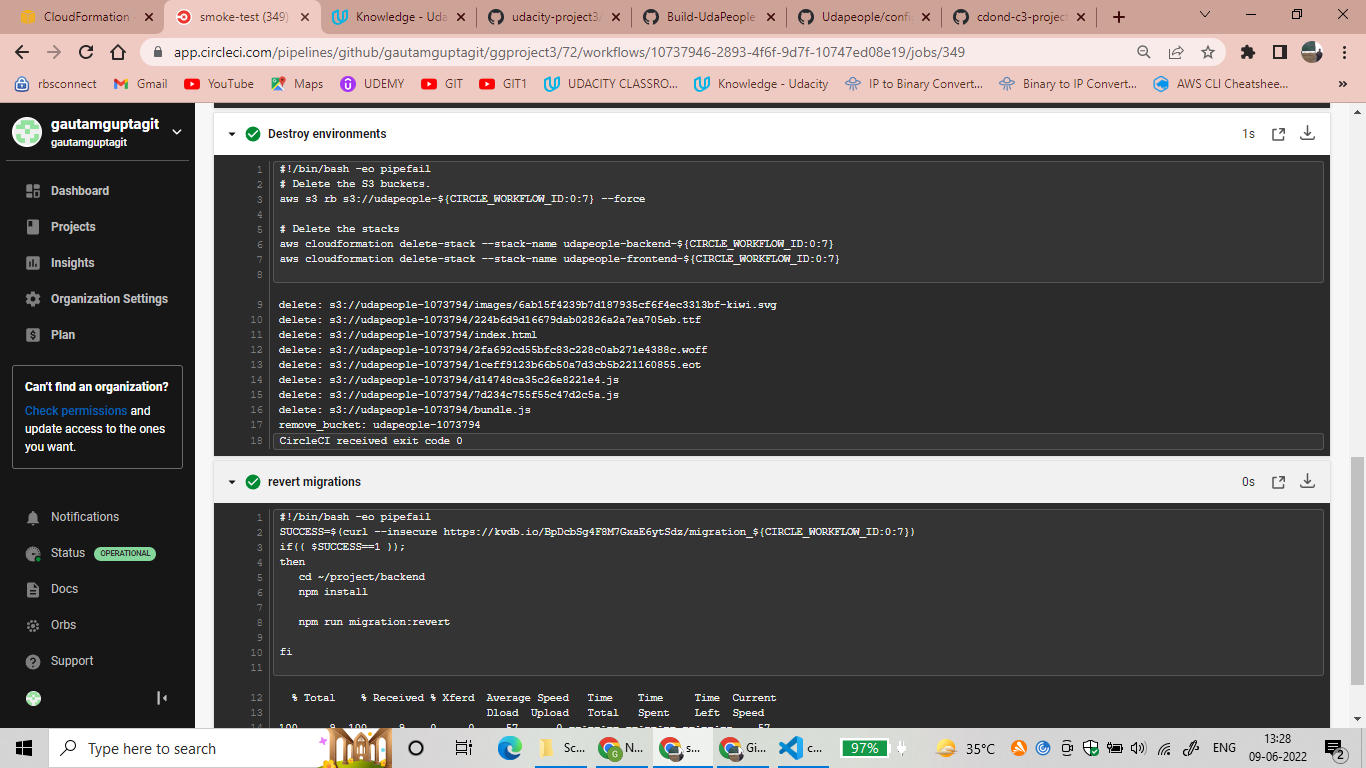 CloudFormation
smoke-test (349)
Knowledge - Uda
udacity-project3
Build-UdaPeople
Udapeople/confi
cdond-c3-project
app.circleci.com/pipelines/github/gautamguptagit/ggproject3/72/workflows/10737946-2893-4f6f-9d7f-10747ed08e19/jobs/349
rbsconnect
Gmail
YouTube
Maps
UDEMY
GIT
GIT1
UDACITY CLASSRO...
Knowledge - Udacity
IP to Binary Convert...
Binary to IP Convert...
AWS CLI Cheatshee...
»
gautamguptagit
gautamguptagit
Dashboard
Projects
Insights
Organization Settings
Plan
Can't find an organization?
Check permissions and
update access to the ones
you want.
Notifications
Status OPERATIONAL
Docs
Orbs
Support
Destroy environments
1s
1 #!/bin/bash -eo pipefail
2 # Delete the S3 buckets.
3 aws s3 rb s3://udapeople-${CIRCLE_WORKFLOW_ID:0:7} --force
4
5 # Delete the stacks
6 aws cloudformation delete-stack --stack-name udapeople-backend-${CIRCLE_WORKFLOW_ID:0:7}
7 aws cloudformation delete-stack --stack-name udapeople-frontend-${CIRCLE_WORKFLOW_ID:0:7}
8
9 delete: s3://udapeople-1073794/images/6ab15f4239b7d187935cf6f4ec3313bf-kiwi.svg
10 delete: s3://udapeople-1073794/224b6d9d16679dab02826a2a7ea705eb.ttf
11 delete: s3://udapeople-1073794/index.html
12 delete: s3://udapeople-1073794/2fa692cd55bfc83c228c0ab271e4388c.woff
13 delete: s3://udapeople-1073794/1ceff9123b66b50a7d3cb5b221160855.eot
14 delete: s3://udapeople-1073794/d14748ca35c26e8221e4.js
15 delete: s3://udapeople-1073794/7d234c755f55c47d2c5a.js
16 delete: s3://udapeople-1073794/bundle.js
17 remove_bucket: udapeople-1073794
18 CircleCI received exit code 0
revert migrations
0s
1 #!/bin/bash -eo pipefail
2 SUCCESS=$(curl --insecure https://kvdb.io/BpDcbSg4F8M7GxaE6ytSdz/migration_${CIRCLE_WORKFLOW_ID:0:7})
3 if(( $SUCCESS==1 ));
4 then
5 cd ~/project/backend
6 npm install
7
8 npm run migration:revert
9
10 fi
11
12 % Total % Received % Xferd Average Speed Time Time Time Current
13 Dload Upload Total Spent Left Speed
Type here to search
Sc...
N...
s...
Gi...
c...
97%
35°C
ENG
13:28
09-06-2022
2